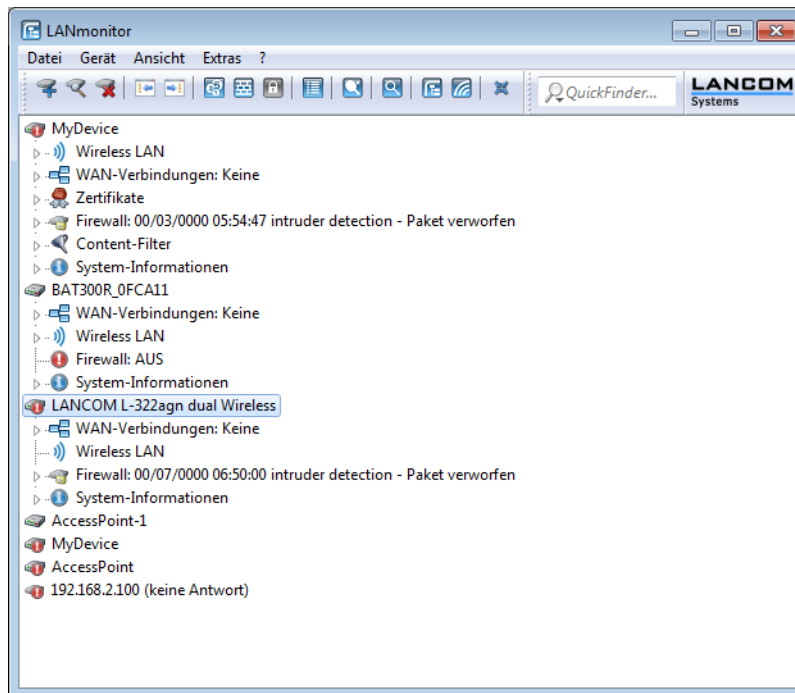 LANmonitor
Datei Gerät Ansicht Extras ?
QuickFinder...
LANCOM
Systems
MyDevice
Wireless LAN
WAN-Verbindungen: Keine
Zertifikate
Firewall: 00/03/0000 05:54:47 intruder detection - Paket verworfen
Content-Filter
System-Informationen
BAT300R_0FCA11
WAN-Verbindungen: Keine
Wireless LAN
Firewall: AUS
System-Informationen
LANCOM L-322agn dual Wireless
WAN-Verbindungen: Keine
Wireless LAN
Firewall: 00/07/0000 06:50:00 intruder detection - Paket verworfen
System-Informationen
AccessPoint-1
MyDevice
AccessPoint
192.168.2.100 (keine Antwort)